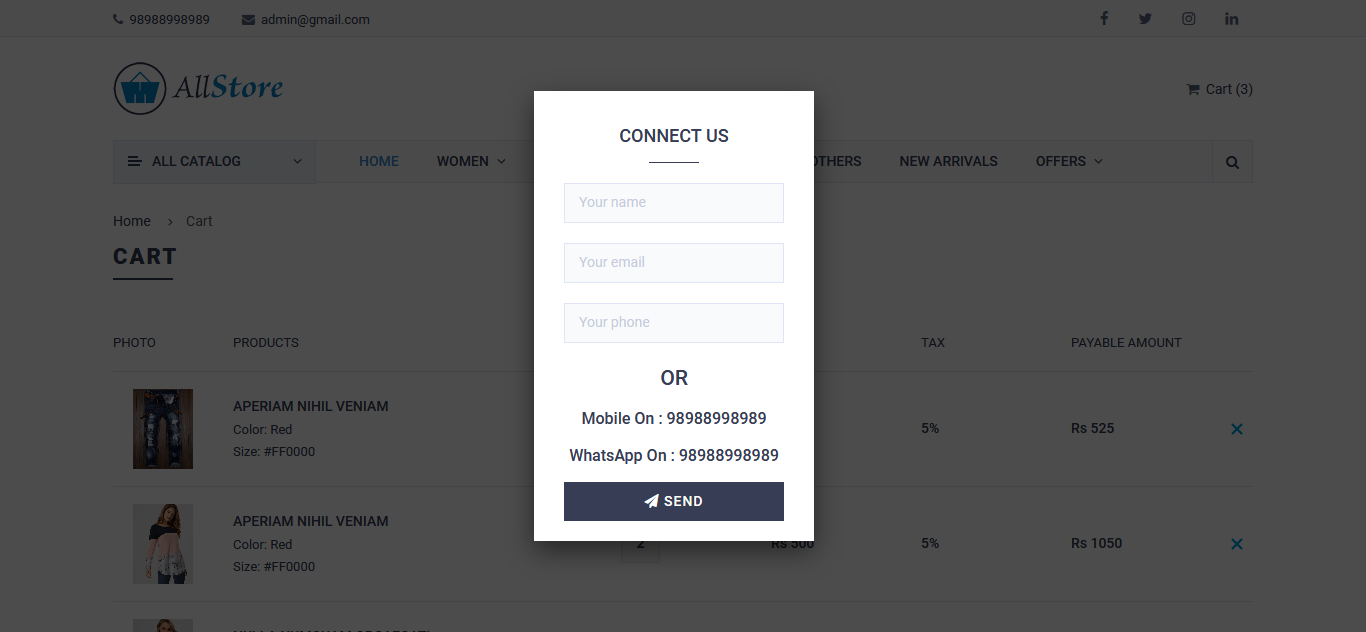 98988998989 admin@gmail.com
AllStore
Cart (3)
ALL CATALOG HOME WOMEN OTHERS NEW ARRIVALS OFFERS
Home > Cart
CART
CONNECT US
Your name
Your email
Your phone
OR
Mobile On : 98988998989
WhatsApp On : 98988998989
SEND
PHOTO PRODUCTS TAX PAYABLE AMOUNT
APERIAM NIHIL VENIAM
Color: Red
Size: #FF0000
5% Rs 525
APERIAM NIHIL VENIAM
Color: Red
Size: #FF0000
2 Rs 500 5% Rs 1050